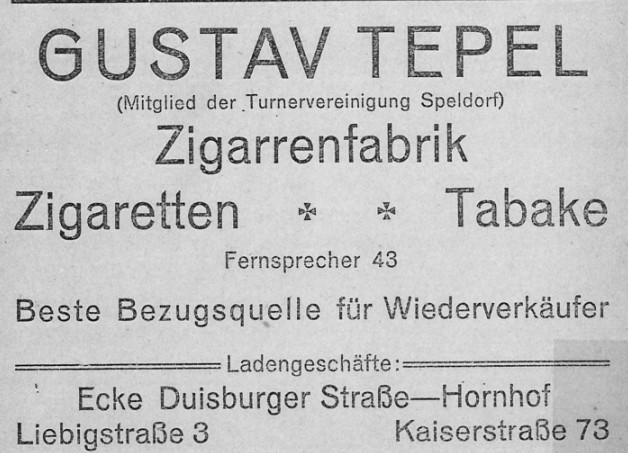 GUSTAV TEPEL
(Mitglied der Turnervereinigung Speldorf)
Zigarrenfabrik
Zigaretten Tabake
Fernsprecher 43
Beste Bezugsquelle für Wiederverkäufer
Ladengeschäfte:
Ecke Duisburger Straße—Hornhof
Liebigstraße 3 Kaiserstraße 73